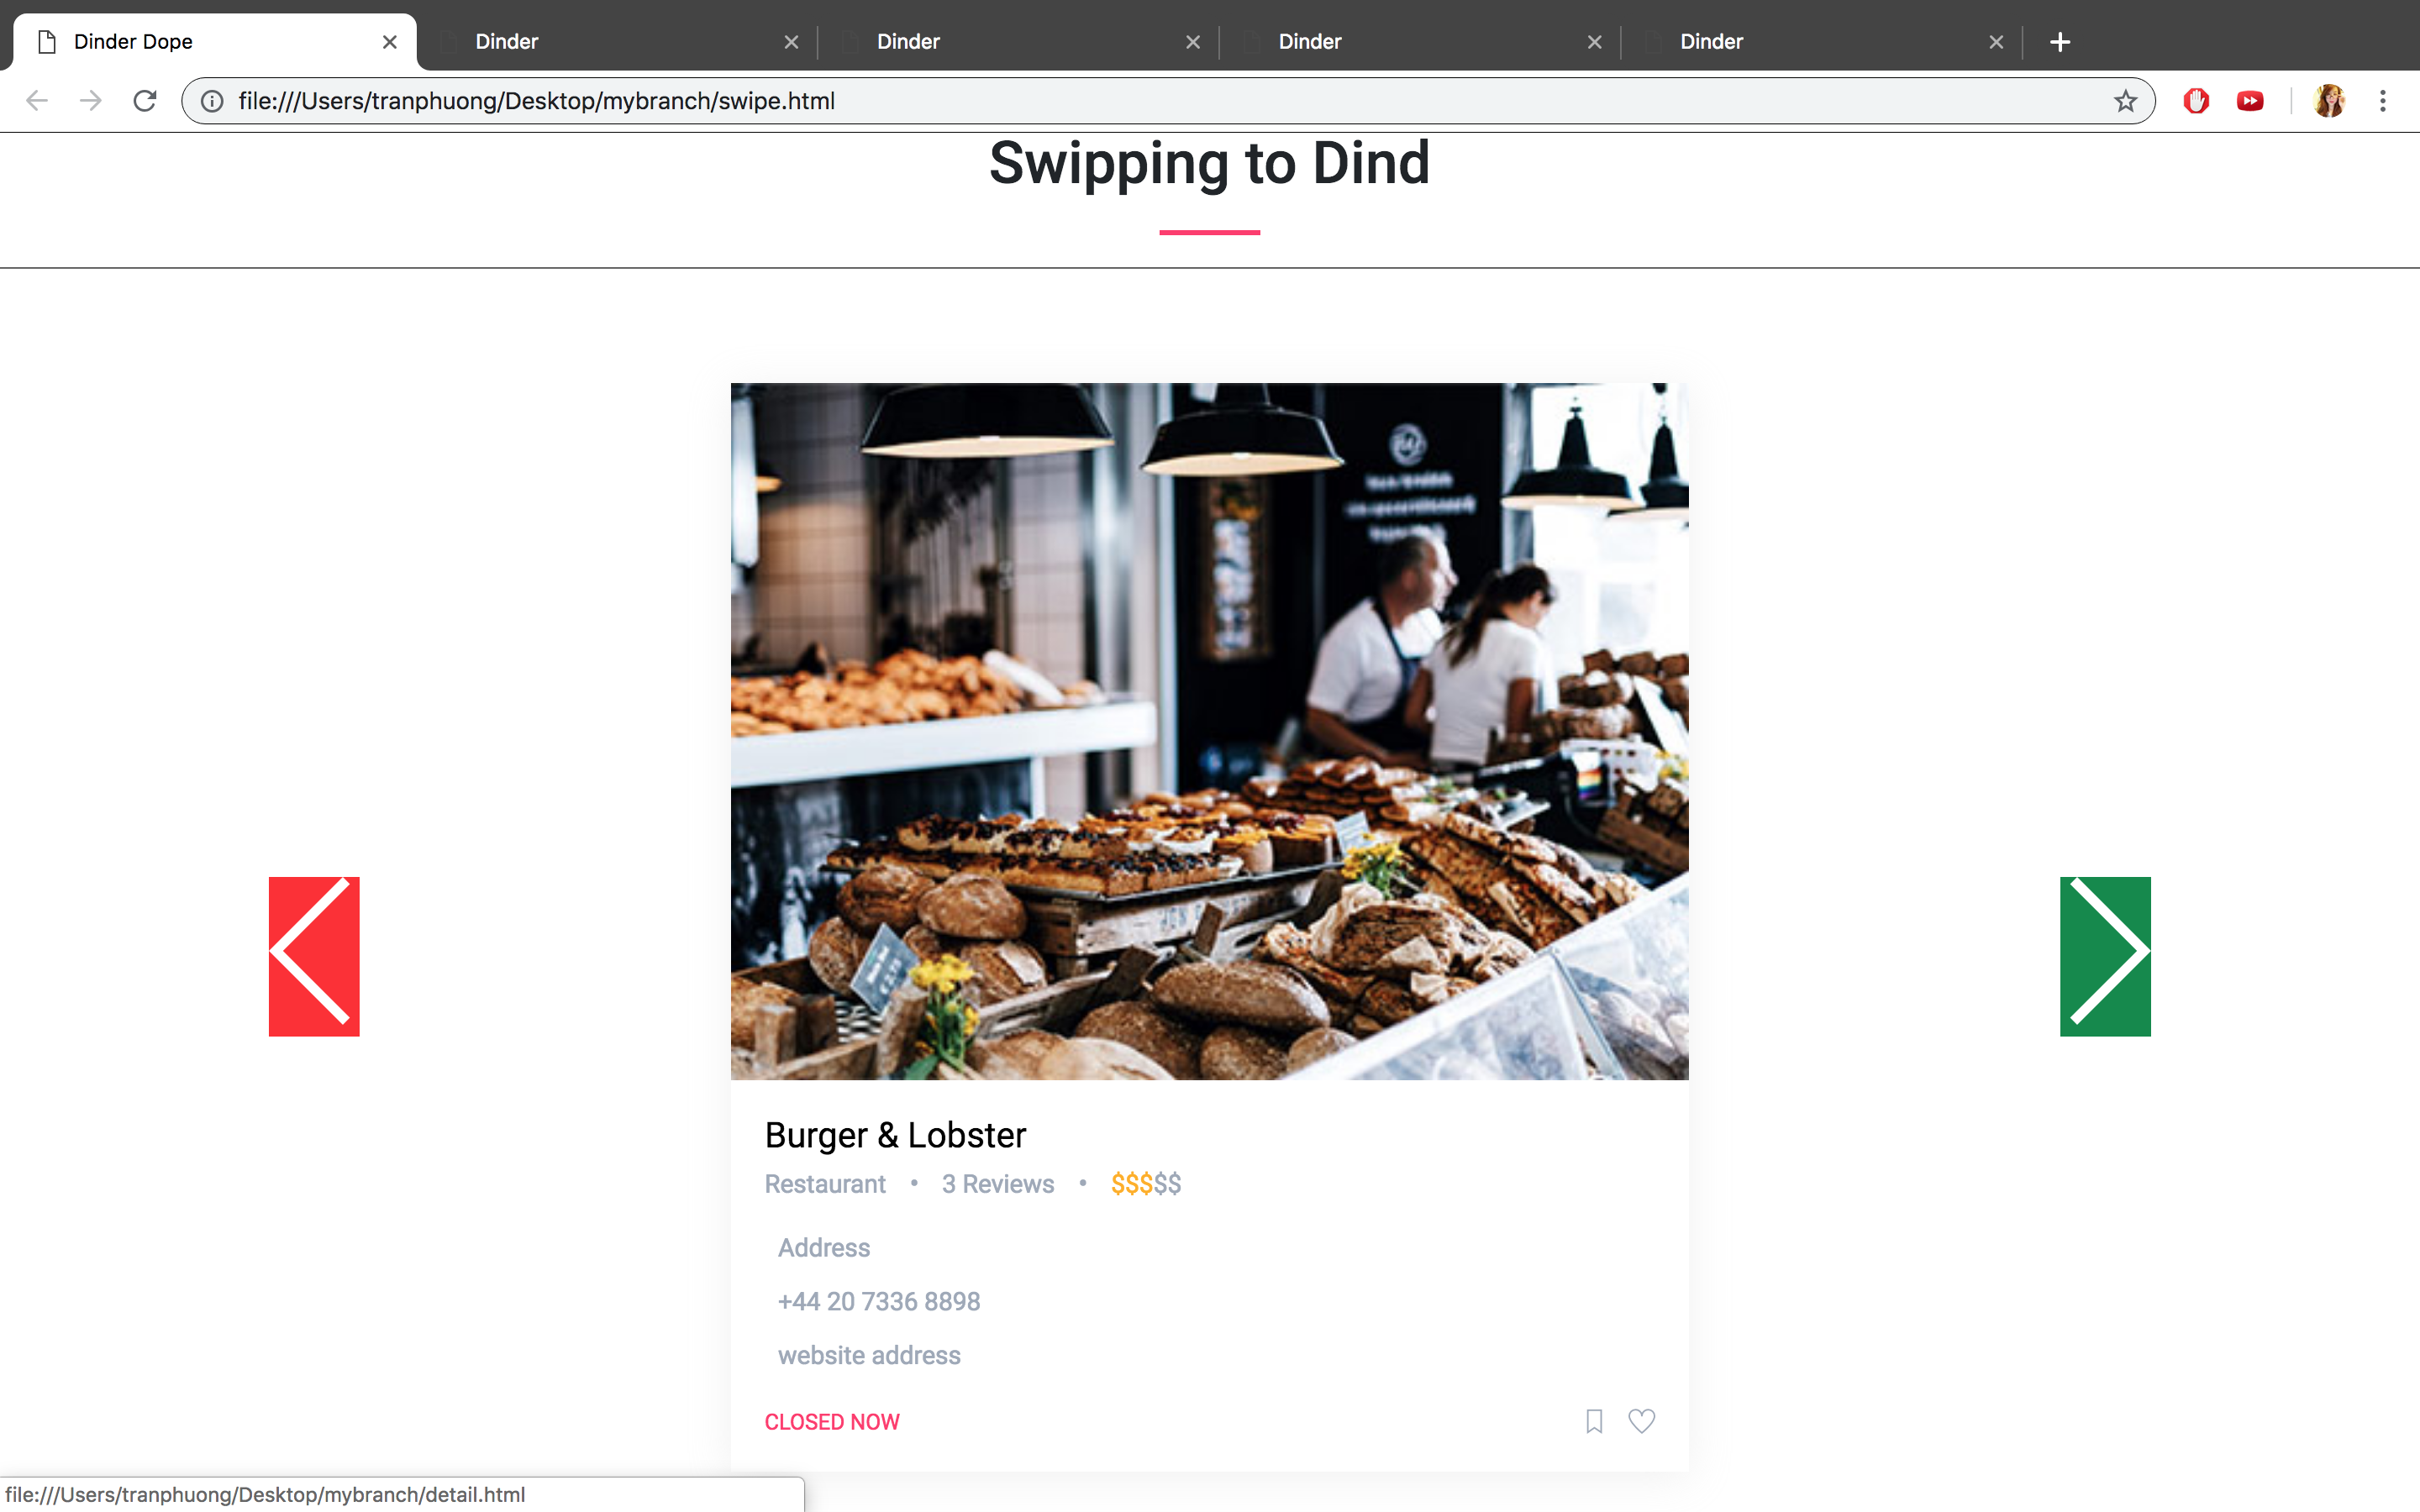 Dinder Dope
Dinder
Dinder
Dinder
Dinder
file:///Users/tranphuong/Desktop/mybranch/swipe.html
Swipping to Dind
Burger & Lobster
Restaurant • 3 Reviews • $$$$$
Address
+44 20 7336 8898
website address
CLOSED NOW
file:///Users/tranphuong/Desktop/mybranch/detail.html